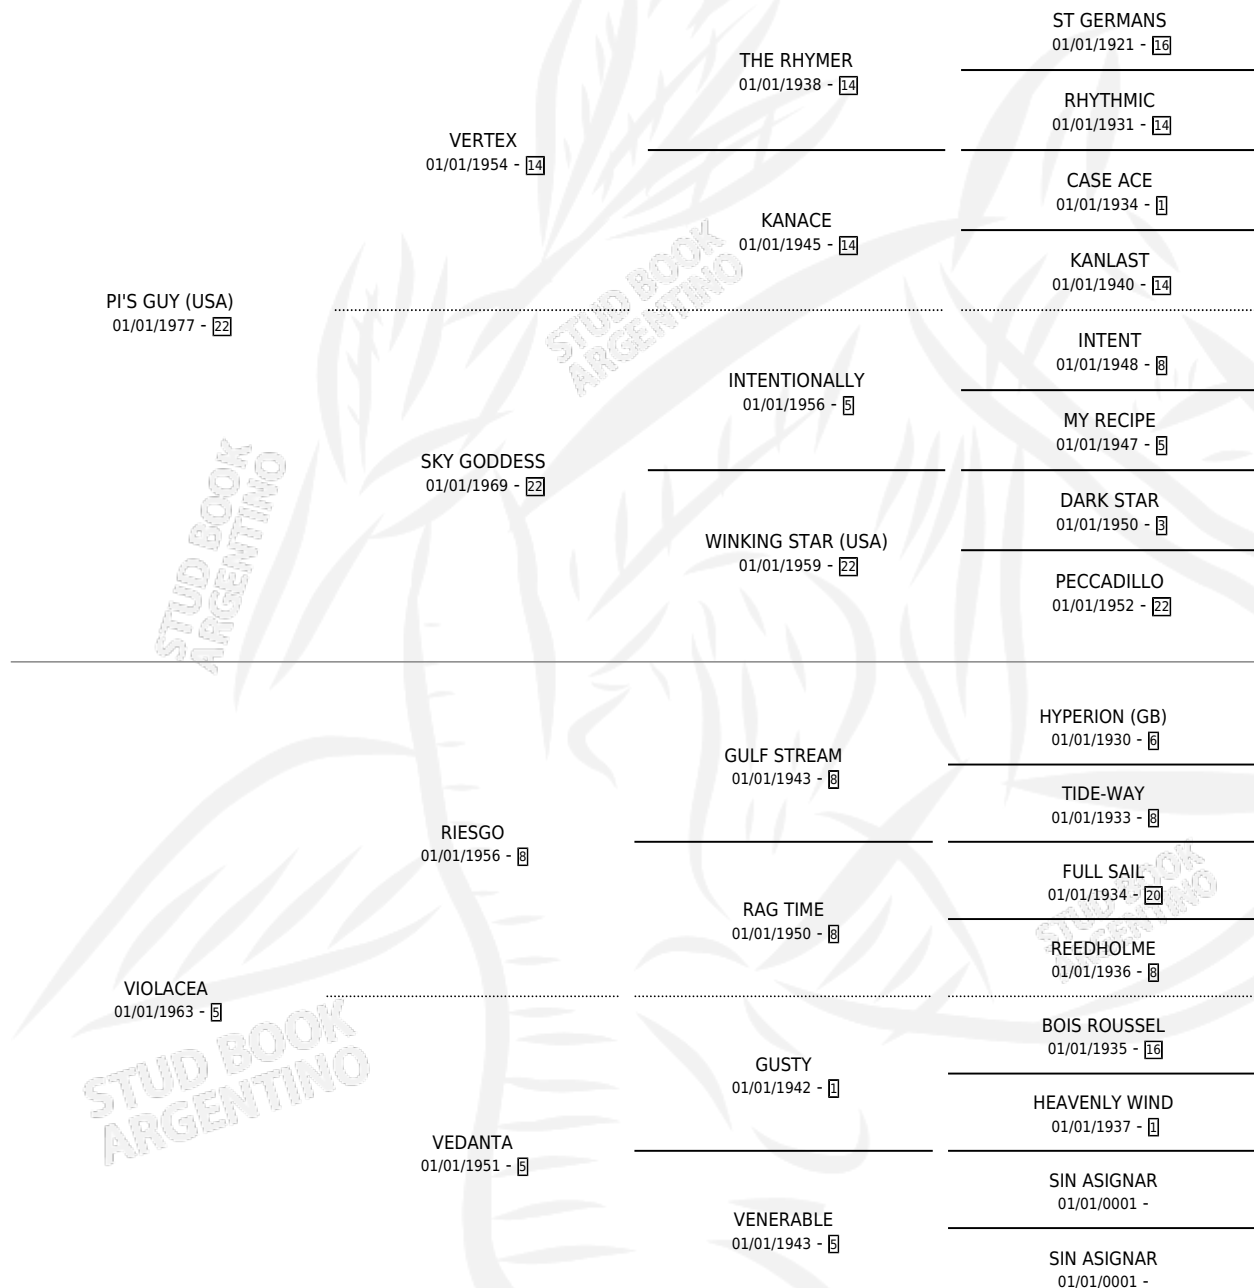 ST GERMANS
01/01/1921 - 16
THE RHYMER
01/01/1938 - 14
RHYTHMIC
01/01/1931 - 14
VERTEX
01/01/1954 - 14
CASE ACE
01/01/1934 - 1
KANACE
01/01/1945 - 14
KANLAST
01/01/1940 - 14
PI'S GUY (USA)
01/01/1977 - 22
INTENT
01/01/1948 - 8
INTENTIONALLY
01/01/1956 - 5
MY RECIPE
01/01/1947 - 5
SKY GODDESS
01/01/1969 - 22
DARK STAR
01/01/1950 - 3
WINKING STAR (USA)
01/01/1959 - 22
PECCADILLO
01/01/1952 - 22
HYPERION (GB)
01/01/1930 - 6
GULF STREAM
01/01/1943 - 8
TIDE-WAY
01/01/1933 - 8
RIESGO
01/01/1956 - 8
FULL SAIL
01/01/1934 - 20
RAG TIME
01/01/1950 - 8
REEDHOLME
01/01/1936 - 8
VIOLACEA
01/01/1963 - 5
BOIS ROUSSEL
01/01/1935 - 16
GUSTY
01/01/1942 - 1
HEAVENLY WIND
01/01/1937 - 1
VEDANTA
01/01/1951 - 5
SIN ASIGNAR
01/01/0001 -
VENERABLE
01/01/1943 - 5
SIN ASIGNAR
01/01/0001 -
STUD BOOK
ARGENTINO
STUD BOOK
ARGENTINO
STUD BOOK
ARGENTINO
STUD BOOK
ARGENTINO